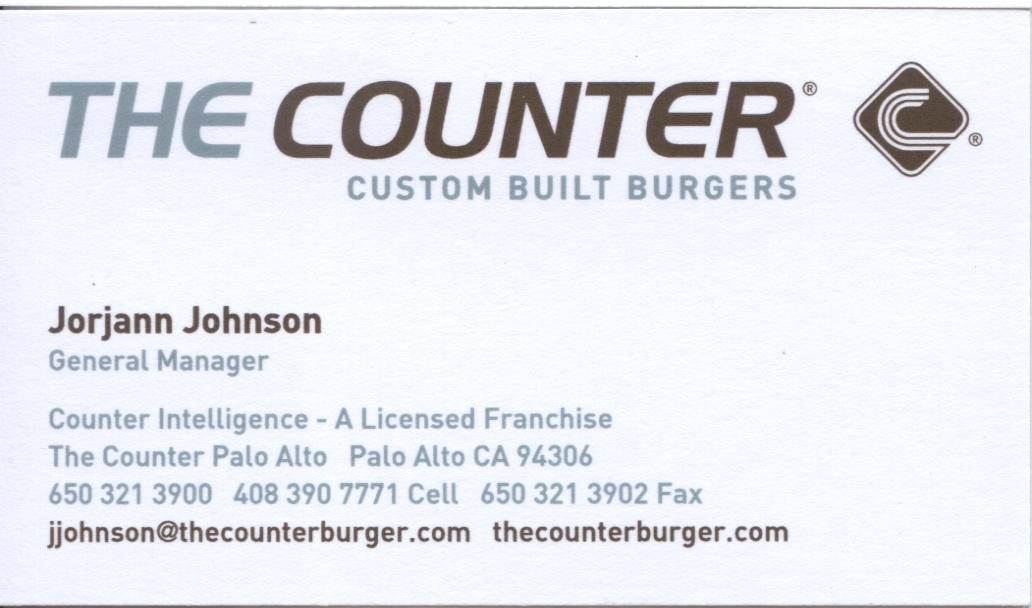 THE COUNTER®
CUSTOM BUILT BURGERS
Jorjann Johnson
General Manager
Counter Intelligence - A Licensed Franchise
The Counter Palo Alto   Palo Alto CA 94306
650 321 3900   408 390 7771 Cell   650 321 3902 Fax
jjohnson@thecounterburger.com   thecounterburger.com